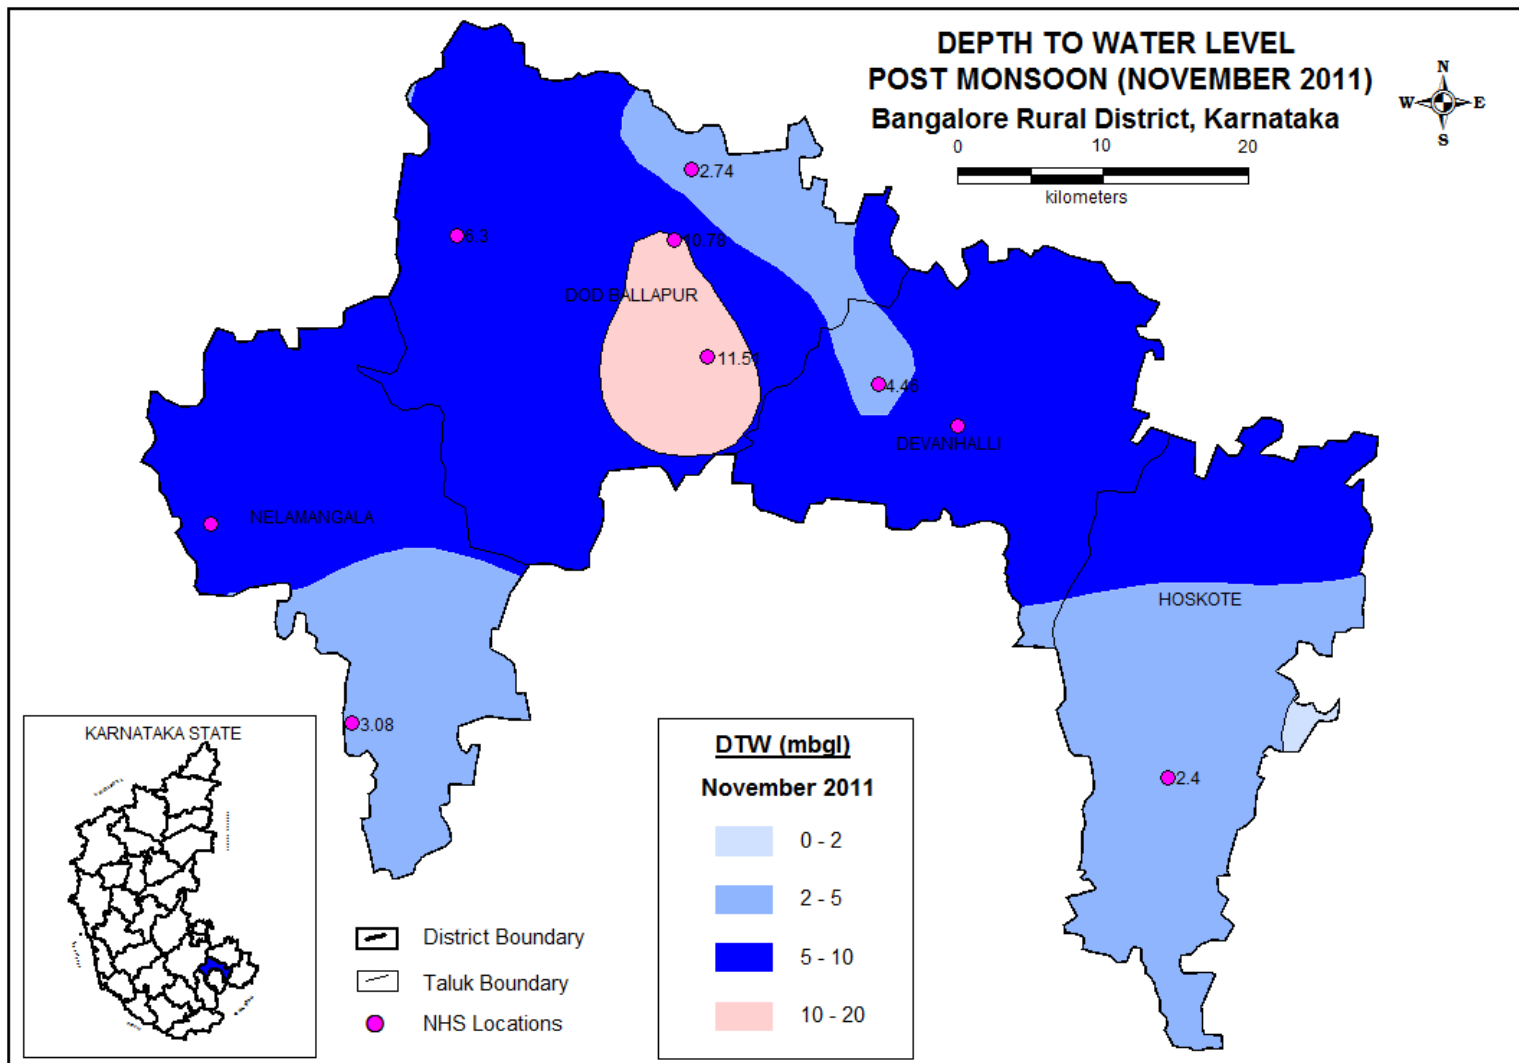 DEPTH TO WATER LEVEL
POST MONSOON (NOVEMBER 2011)
Bangalore Rural District, Karnataka
N
W E
S
0 10 20
kilometers
2.74
6.3
10.78
DOD BALLAPUR
11.51
4.46
DEVANHALLI
NELAMANGALA
HOSKOTE
3.08
2.4
KARNATAKA STATE
DTW (mbgl)
November 2011
0 - 2
2 - 5
5 - 10
10 - 20
District Boundary
Taluk Boundary
NHS Locations